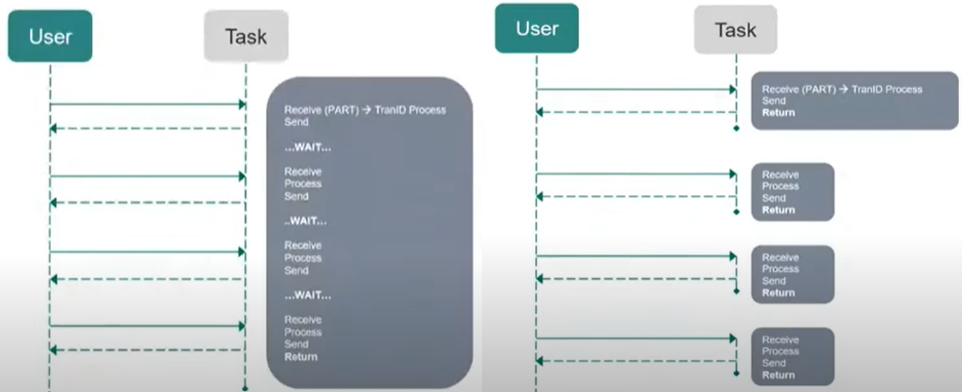 User
Task
Receive (PART) → TranID Process
Send
...WAIT...
Receive
Process
Send
..WAIT...
Receive
Process
Send
...WAIT...
Receive
Process
Send
Return
User
Task
Receive (PART) → TranID Process
Send
Return
Receive
Process
Send
Return
Receive
Process
Send
Return
Receive
Process
Send
Return